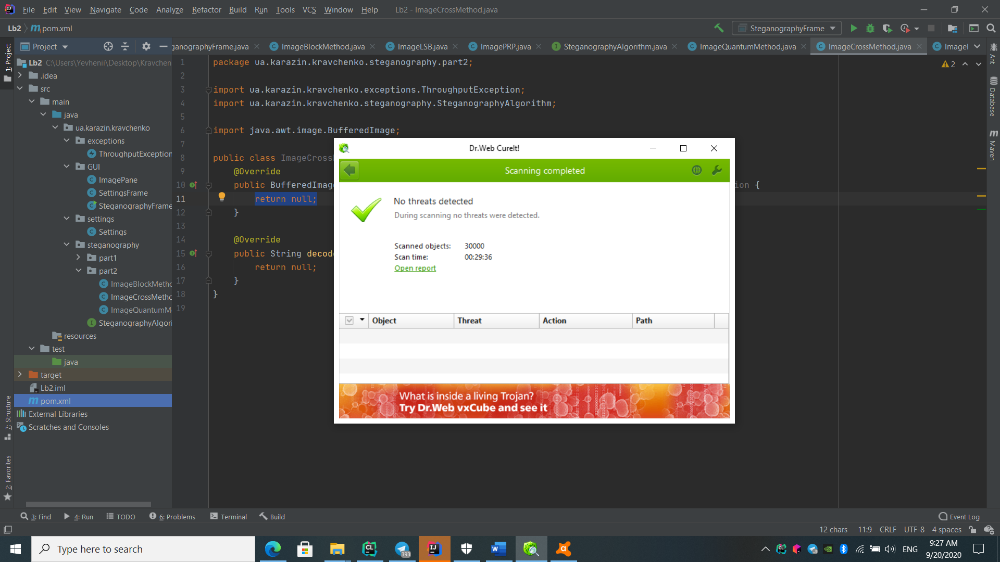 File Edit View Navigate Code Analyze Refactor Build Run Tools VCS Window Help Lb2 - ImageCrossMethod.java
Lb2 pom.xml SteganographyFrame
Project
ganographyFrame.java ImageBlockMethod.java ImageLSB.java ImagePRP.java SteganographyAlgorithm.java ImageQuantumMethod.java ImageCrossMethod.java Imagel
1: Project
Lb2 C:\Users\Yevhenii\Desktop\Kravchen
.idea
src
main
java
ua.karazin.kravchenko
exceptions
ThroughputException
GUI
ImagePane
SettingsFrame
SteganographyFrame
settings
Settings
steganography
part1
part2
ImageBlockMetho
ImageCrossMetho
ImageQuantumM
SteganographyAlgori
resources
test
java
target
Lb2.iml
pom.xml
External Libraries
Scratches and Consoles
7: Structure
2: Favorites
1 package ua.karazin.kravchenko.steganography.part2;
2
3 import ua.karazin.kravchenko.exceptions.ThroughputException;
4 import ua.karazin.kravchenko.steganography.SteganographyAlgorithm;
5
6 import java.awt.image.BufferedImage;
7
8 public class ImageCross
9 @Override
10 public BufferedImag ion {
11 return null;
12 }
13
14 @Override
15 public String decod
16 return null;
17 }
18 }
19
2
Ant
Database
m Maven
Dr.Web CureIt!
Scanning completed
No threats detected
During scanning no threats were detected.
Scanned objects: 30000
Scan time: 00:29:36
Open report
Object Threat Action Path
What is inside a living Trojan?
Try Dr.Web vxCube and see it
3: Find 4: Run TODO 6: Problems Terminal Build Event Log
12 chars 11:9 CRLF UTF-8 4 spaces
Type here to search
CL
393
IJ
ENG
9:27 AM
9/20/2020